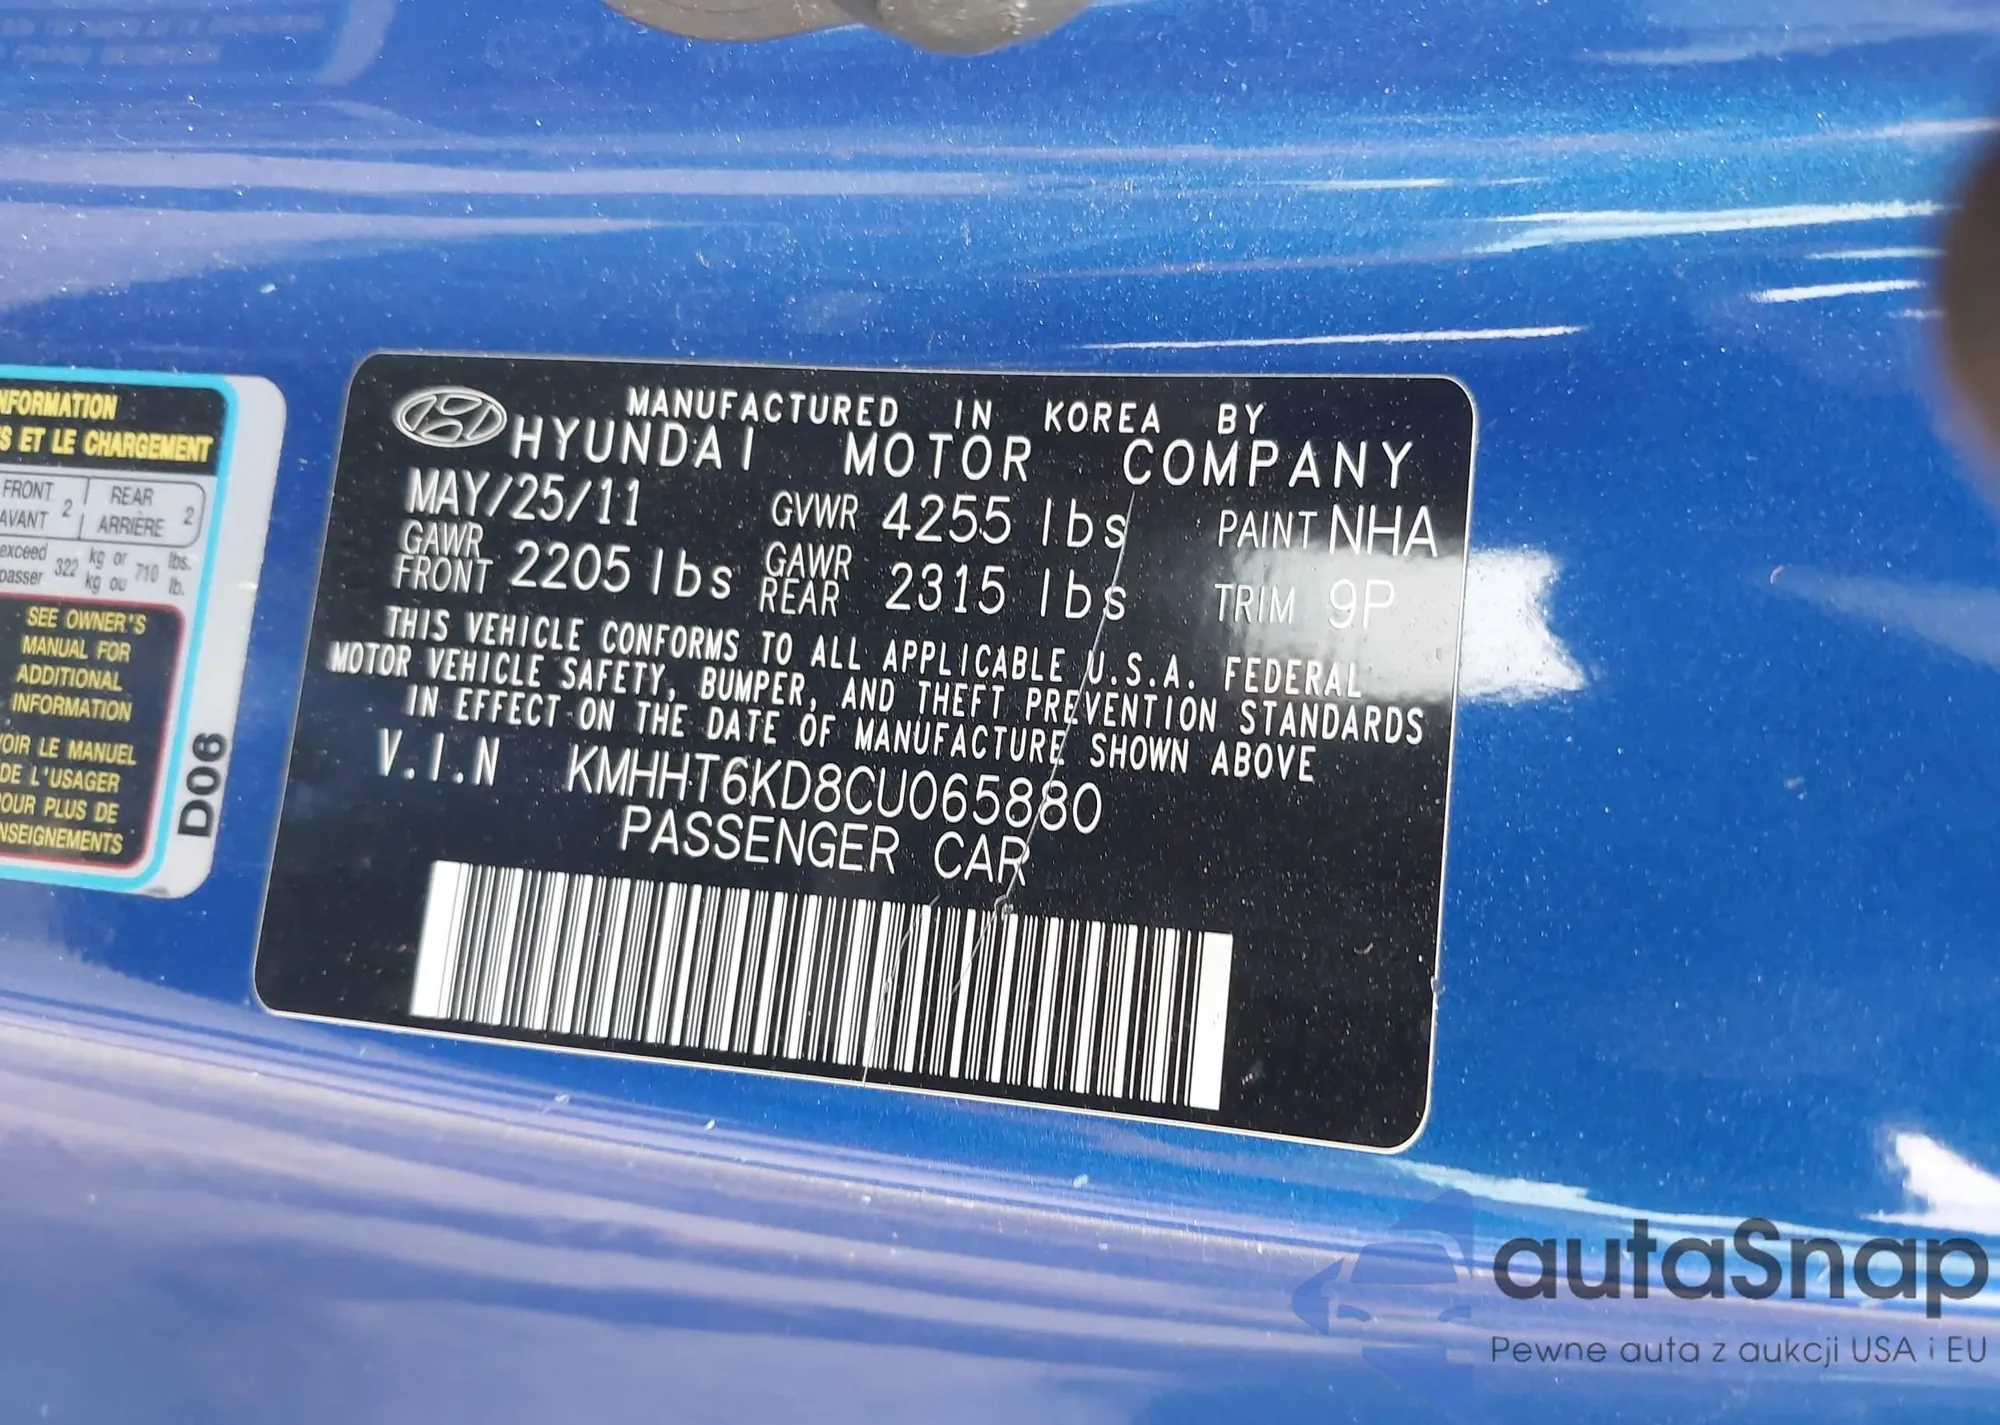 NFORMATION
S ET LE CHARGEMENT
FRONT 2 REAR 2
AVANT ARRIÈRE
exceed 322 kg or 710 lbs.
passer kg ou lb.
SEE OWNER'S
MANUAL FOR
ADDITIONAL
INFORMATION
OIR LE MANUEL
DE L'USAGER
OUR PLUS DE
NSEIGNEMENTS
D06
MANUFACTURED IN KOREA BY
HYUNDAI MOTOR COMPANY
MAY/25/11 GVWR 4255 lbs PAINT NHA
GAWR FRONT 2205 lbs GAWR REAR 2315 lbs TRIM 9P
THIS VEHICLE CONFORMS TO ALL APPLICABLE U.S.A. FEDERAL
MOTOR VEHICLE SAFETY, BUMPER, AND THEFT PREVENTION STANDARDS
IN EFFECT ON THE DATE OF MANUFACTURE SHOWN ABOVE
V.I.N KMHHT6KD8CU065880
PASSENGER CAR
autaSnap
Pewne auta z aukcji USA i EU